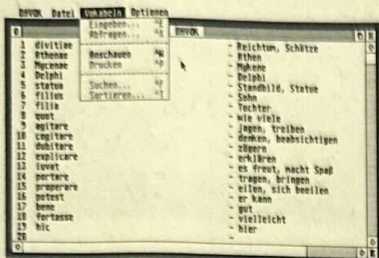 DHVOK Datei Vokabeln Optionen
Eingeben... ^E
Abfragen...
Anschauen ^W
Drucken ^P
Suchen...
Sortieren... ^T
DHVOK
1 divitiae - Reichtum, Schätze
2 Athenae - Athen
3 Mycenae - Mykene
4 Delphi - Delphi
5 statua - Standbild, Statue
6 filius - Sohn
7 filia - Tochter
8 quot - wie viele
9 agitare - jagen, treiben
10 cogitare - denken, beabsichtigen
11 dubitare - zögern
12 explicare - erklären
13 iuvat - es freut, macht Spaß
14 portare - tragen, bringen
15 properare - eilen, sich beeilen
16 potest - er kann
17 bene - gut
18 fortasse - vielleicht
19 hic - hier
20 -